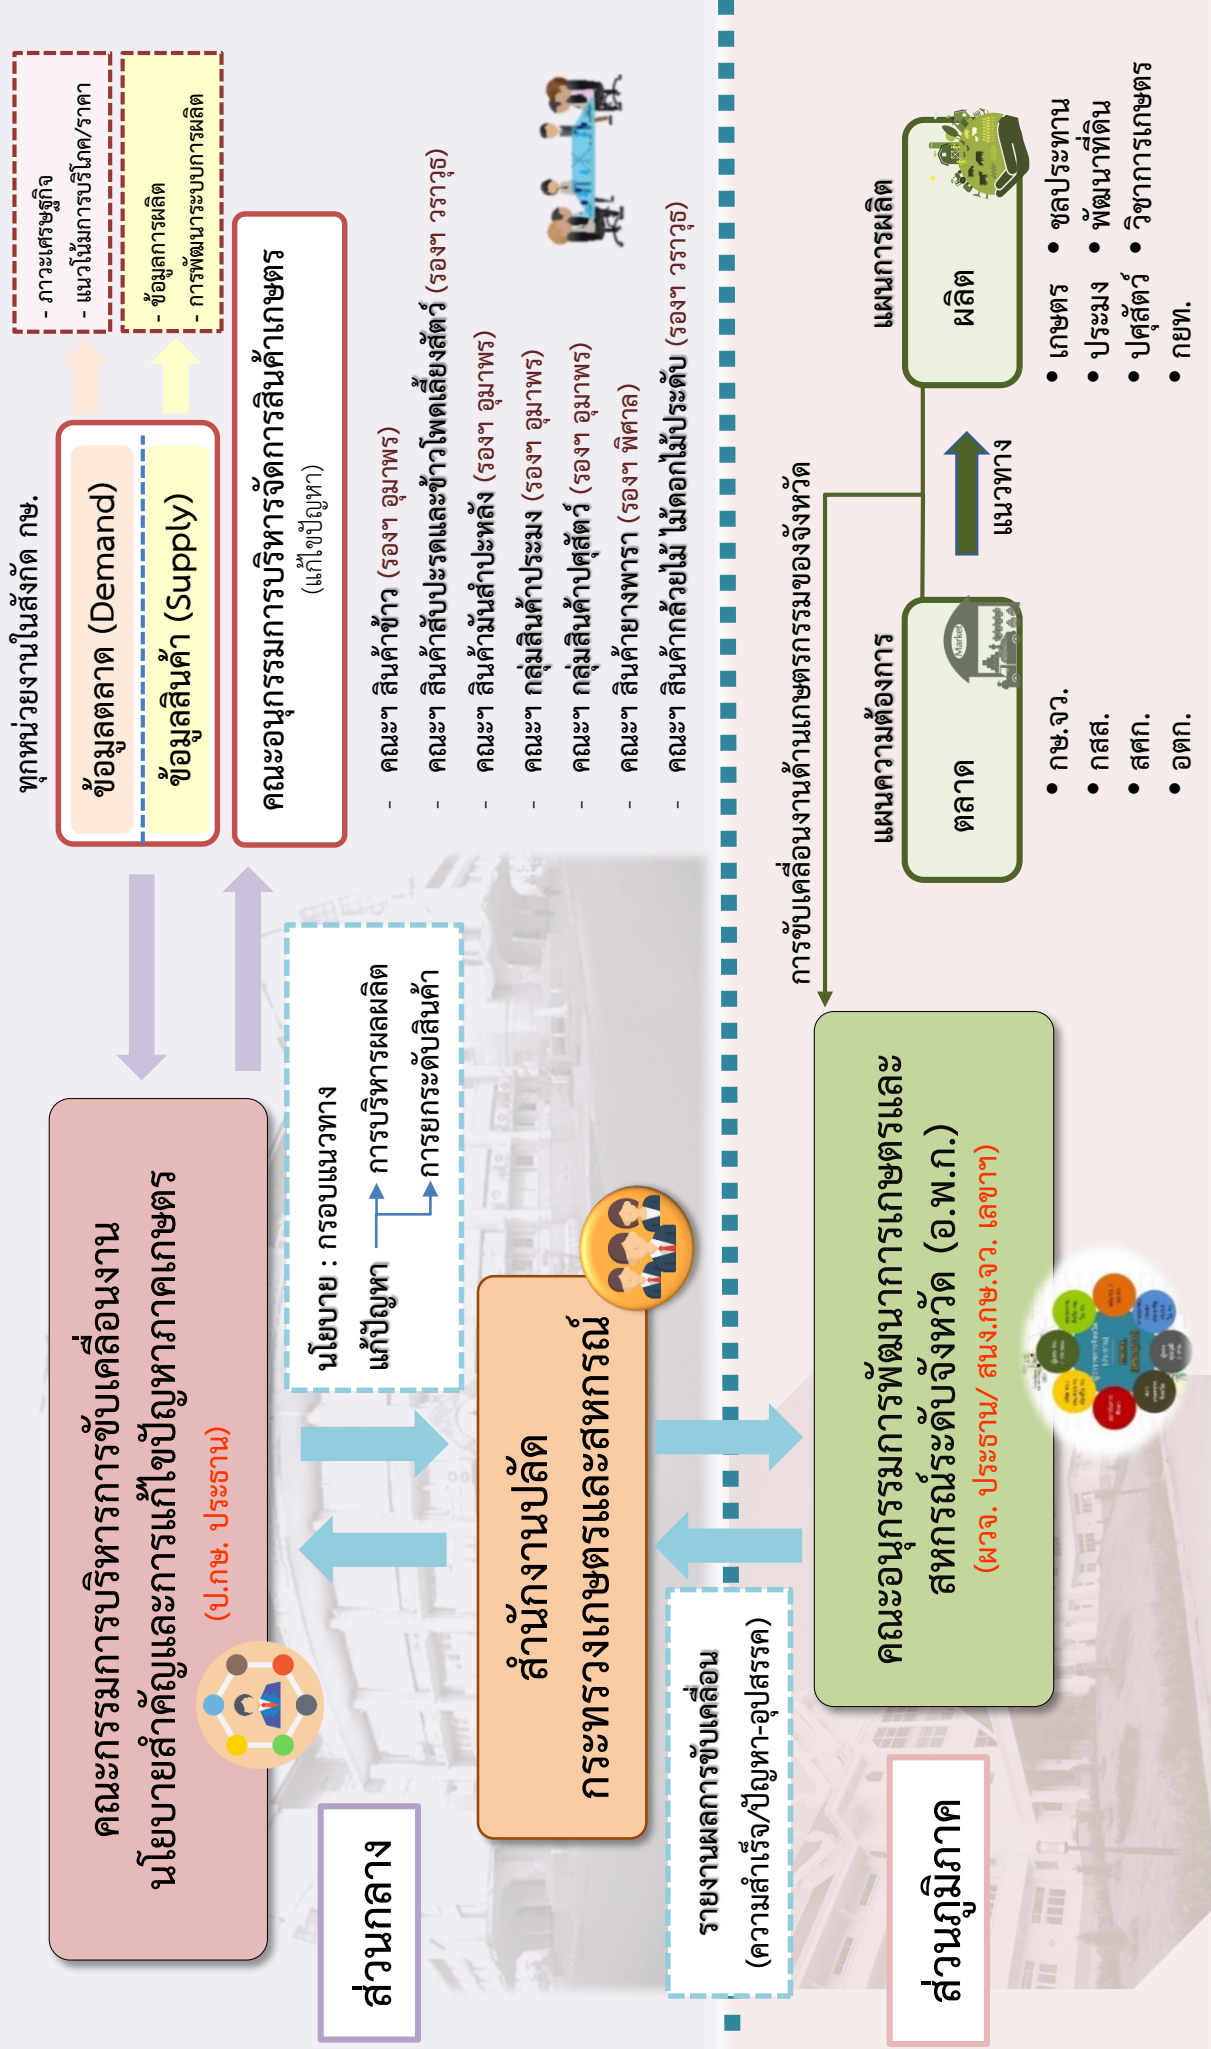 ส่วนกลาง
คณะกรรมการบริหารการขับเคลื่อนงาน
นโยบายสำคัญและการแก้ไขปัญหาภาคเกษตร
(ป.กษ. ประธาน)
ทุกหน่วยงานในสังกัด กษ.
ข้อมูลตลาด (Demand)
ข้อมูลสินค้า (Supply)
- ภาวะเศรษฐกิจ
- แนวโน้มการบริโภค/ราคา
- ข้อมูลการผลิต
- การพัฒนาระบบการผลิต
คณะอนุกรรมการบริหารจัดการสินค้าเกษตร
(แก้ไขปัญหา)
- คณะฯ สินค้าข้าว (รองฯ อุมาพร)
- คณะฯ สินค้าสับปะรดและข้าวโพดเลี้ยงสัตว์ (รองฯ วราวุธ)
- คณะฯ สินค้ามันสำปะหลัง (รองฯ อุมาพร)
- คณะฯ กลุ่มสินค้าประมง (รองฯ อุมาพร)
- คณะฯ กลุ่มสินค้าปศุสัตว์ (รองฯ อุมาพร)
- คณะฯ สินค้ายางพารา (รองฯ พิศาล)
- คณะฯ สินค้ากล้วยไม้ ไม้ดอกไม้ประดับ (รองฯ วราวุธ)
นโยบาย : กรอบแนวทาง
แก้ปัญหา
การบริหารผลผลิต
การยกระดับสินค้า
สำนักงานปลัด
กระทรวงเกษตรและสหกรณ์
รายงานผลการขับเคลื่อน
(ความสำเร็จ/ปัญหา-อุปสรรค)
ส่วนภูมิภาค
คณะอนุกรรมการพัฒนาการเกษตรและ
สหกรณ์ระดับจังหวัด (อ.พ.ก.)
(ผวจ. ประธาน/ สนง.กษ.จว. เลขาฯ)
การขับเคลื่อนงานด้านเกษตรกรรมของจังหวัด
แผนความต้องการ
ตลาด
Market
• กษ.จว.
• กสส.
• สศก.
• อตก.
แนวทาง
แผนการผลิต
ผลิต
• เกษตร
• ประมง
• ปศุสัตว์
• กยท.
• ชลประทาน
• พัฒนาที่ดิน
• วิชาการเกษตร